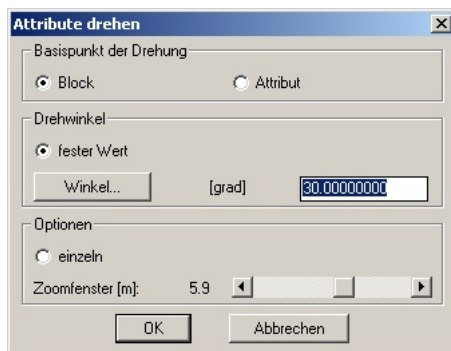 Attribute drehen
Basispunkt der Drehung
Block Attribut
Drehwinkel
fester Wert
Winkel... [grad] 30.00000000
Optionen
einzeln
Zoomfenster [m]: 5.9
OK Abbrechen